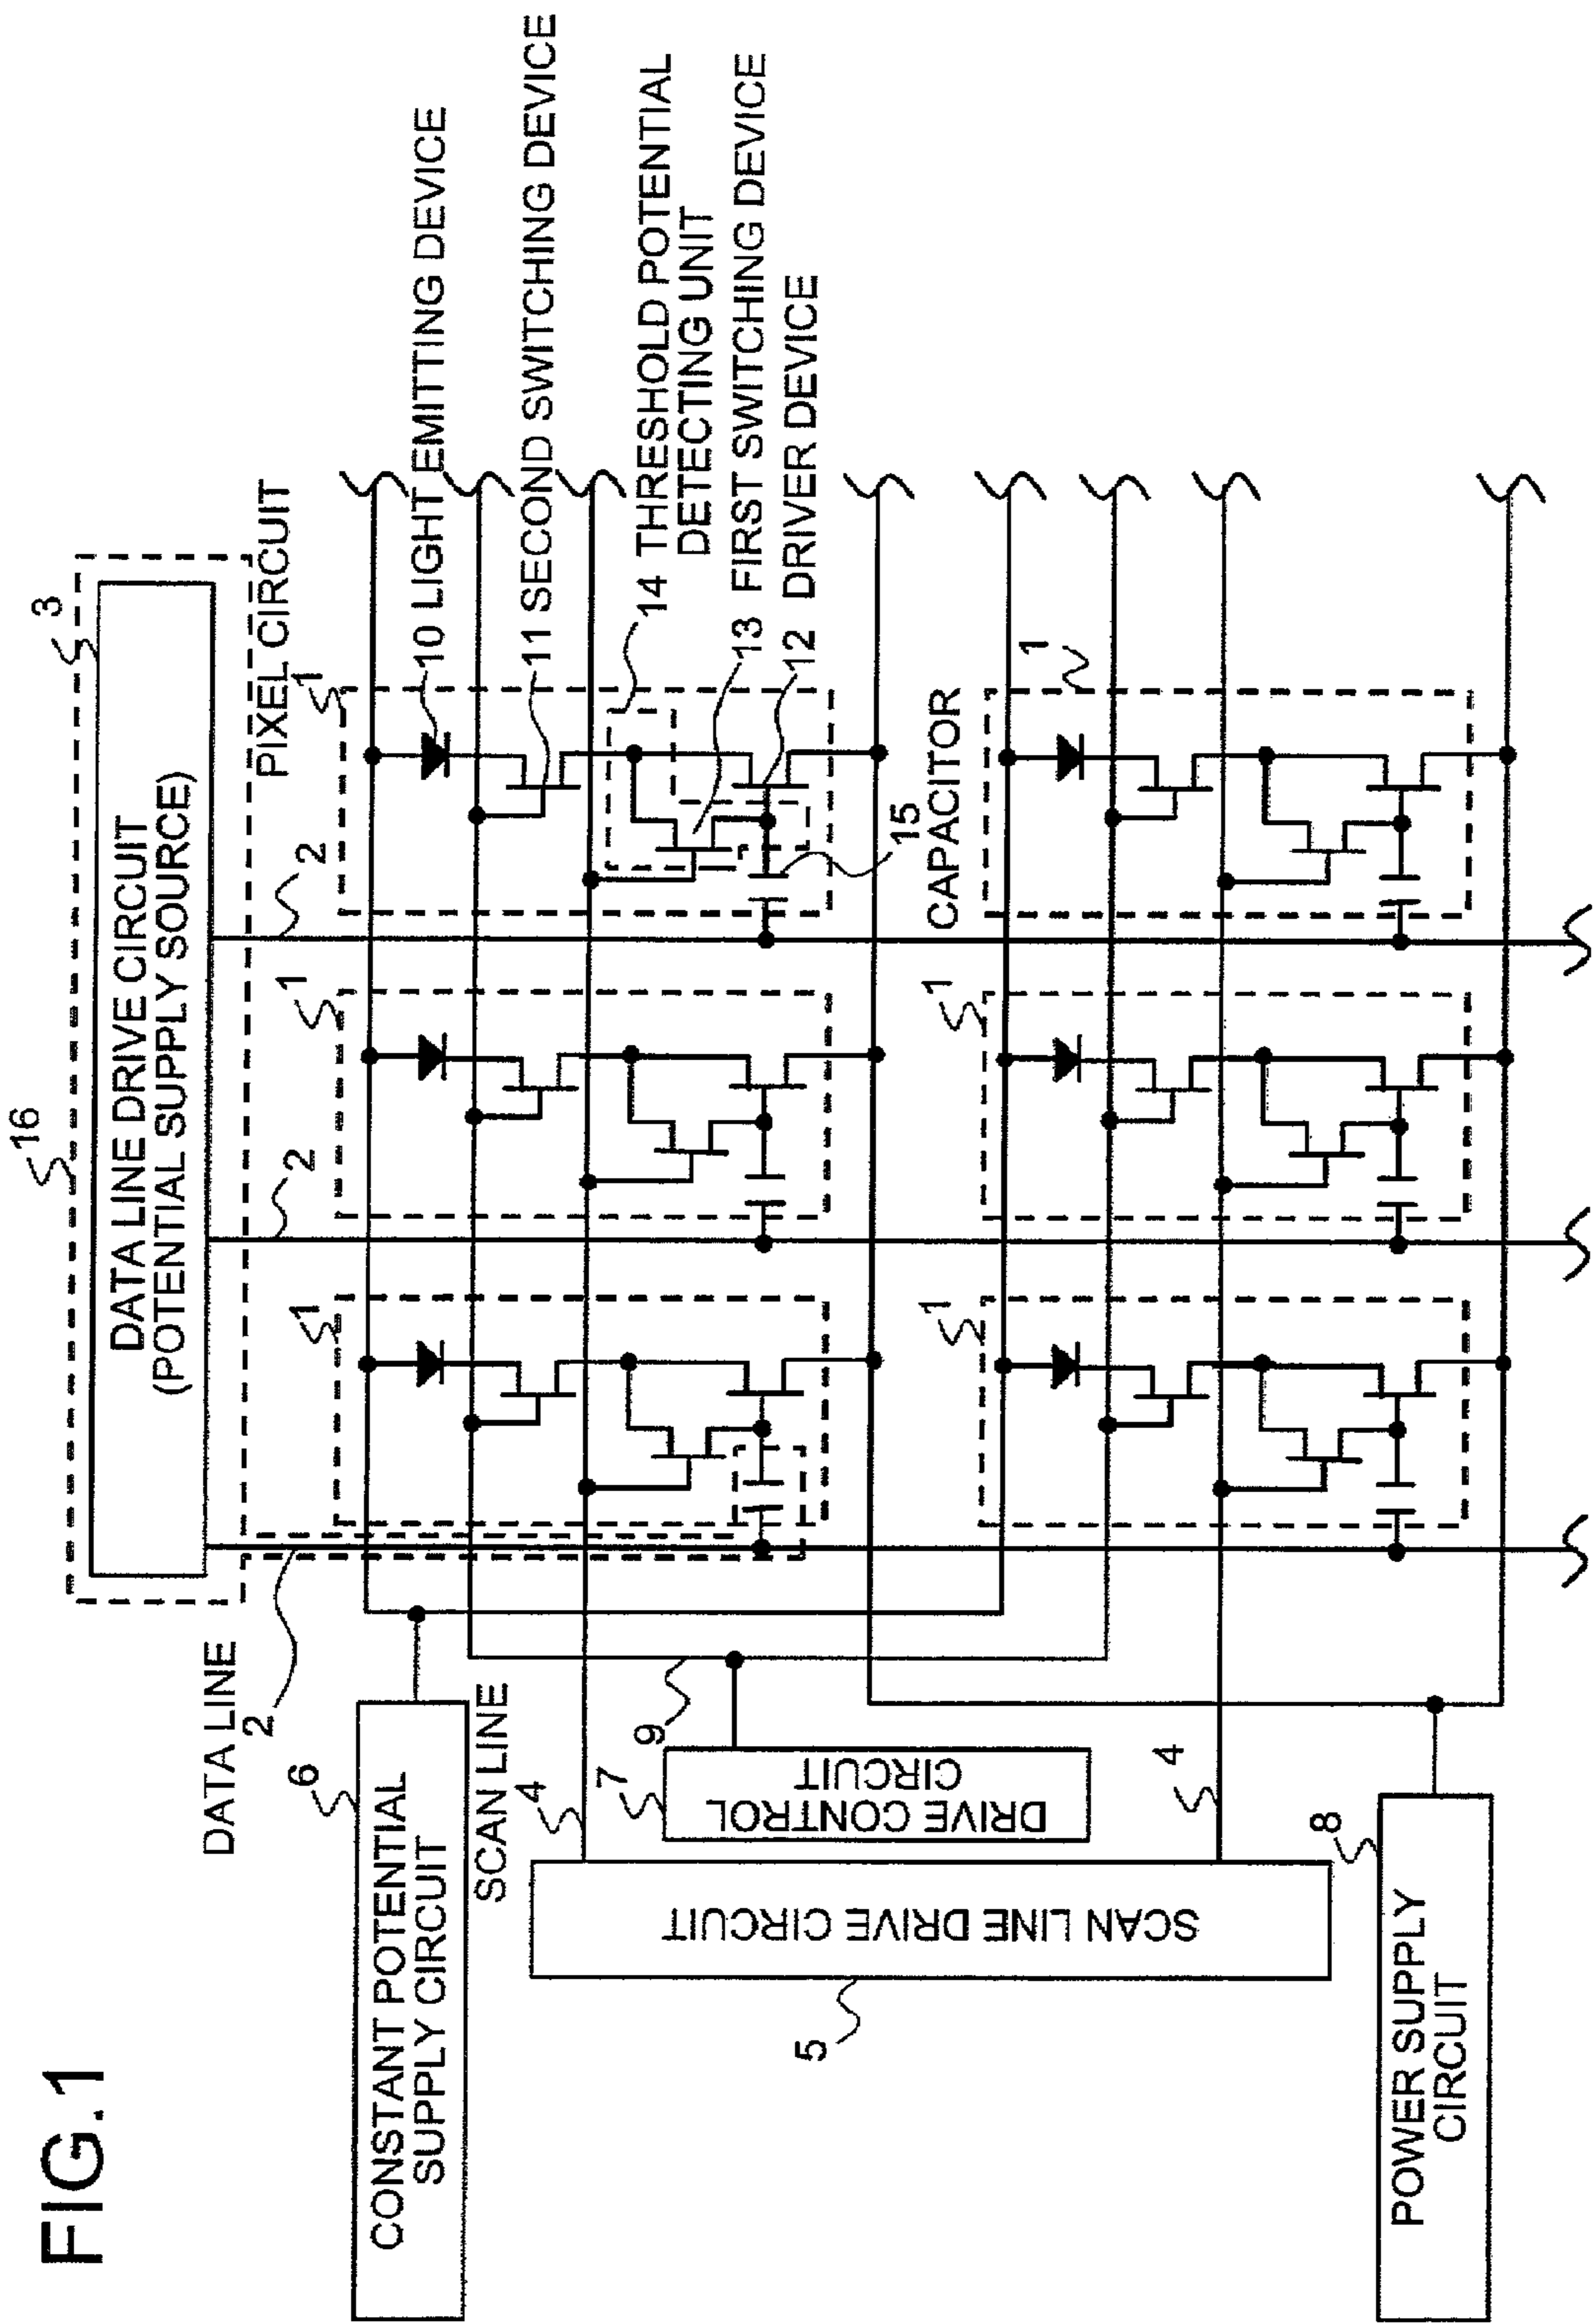 FIG.1
16
3
DATA LINE DRIVE CIRCUIT
(POTENTIAL SUPPLY SOURCE)
DATA LINE
2
2
2
PIXEL CIRCUIT
1
1
1
6
CONSTANT POTENTIAL
SUPPLY CIRCUIT
10 LIGHT EMITTING DEVICE
SCAN LINE
4
11 SECOND SWITCHING DEVICE
14 THRESHOLD POTENTIAL
DETECTING UNIT
13 FIRST SWITCHING DEVICE
12 DRIVER DEVICE
15
CAPACITOR
9
7
DRIVE CONTROL
CIRCUIT
5
SCAN LINE DRIVE CIRCUIT
4
1
1
1
8
POWER SUPPLY
CIRCUIT